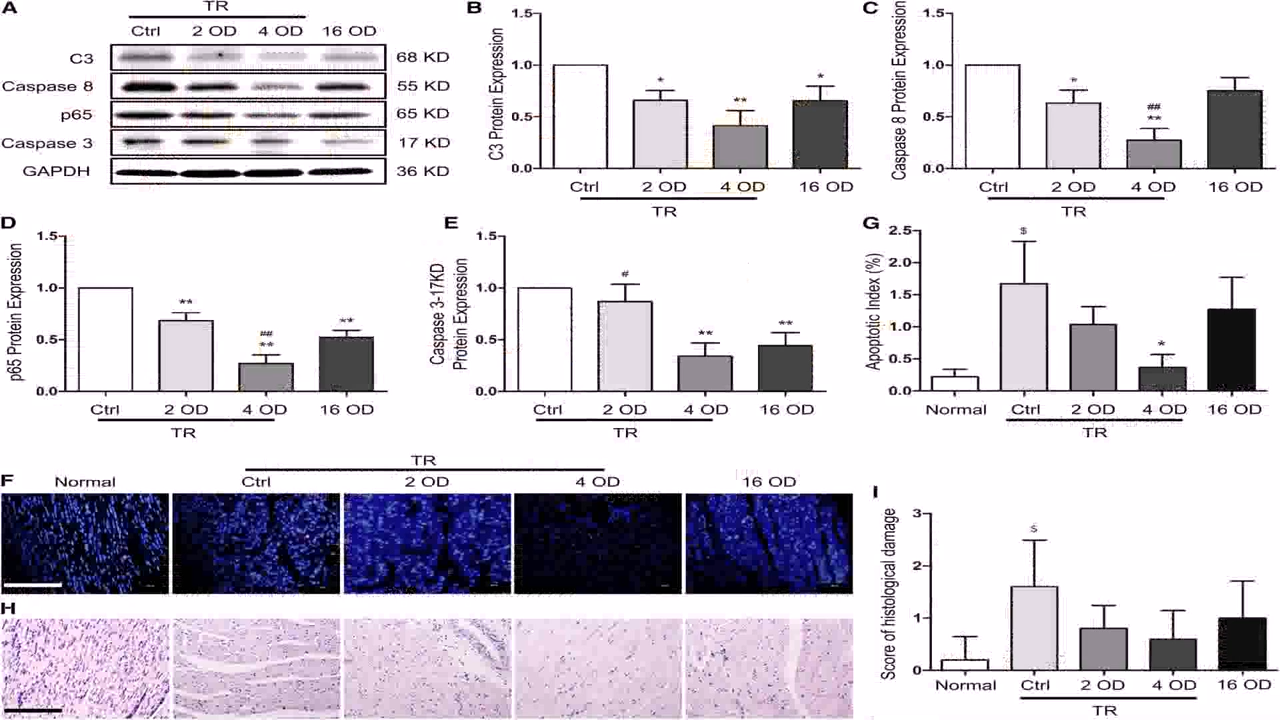 A
TR
Ctrl 2 OD 4 OD 16 OD
C3 68 KD
Caspase 8 55 KD
p65 65 KD
Caspase 3 17 KD
GAPDH 36 KD
B
C3 Protein Expression
1.5
1.0
0.5
0.0
* ** *
Ctrl 2 OD 4 OD 16 OD
TR
C
Caspase 8 Protein Expression
1.5
1.0
0.5
0.0
*
##
**
Ctrl 2 OD 4 OD 16 OD
TR
D
p65 Protein Expression
1.5
1.0
0.5
0.0
**
##
**
**
Ctrl 2 OD 4 OD 16 OD
TR
E
Caspase 3-17KD
Protein Expression
1.5
1.0
0.5
0.0
#
**
**
Ctrl 2 OD 4 OD 16 OD
TR
G
Apoptotic Index (%)
2.5
2.0
1.5
1.0
0.5
0.0
$
*
Normal Ctrl 2 OD 4 OD 16 OD
TR
F
TR
Normal Ctrl 2 OD 4 OD 16 OD
H
I
Score of histological damage
3
2
1
0
$
Normal Ctrl 2 OD 4 OD 16 OD
TR